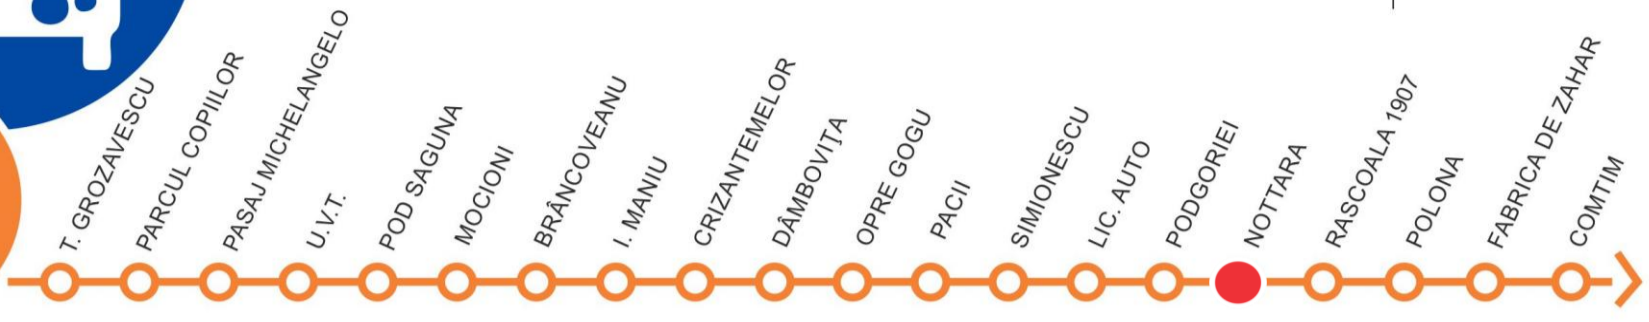 T. GROZAVESCU
PARCUL COPIILOR
PASAJ MICHELANGELO
U.V.T.
POD SAGUNA
MOCIONI
BRÂNCOVEANU
I. MANIU
CRIZANTEMELOR
DÂMBOVIŢA
OPRE GOGU
PACII
SIMIONESCU
LIC. AUTO
PODGORIEI
NOTTARA
RASCOALA 1907
POLONA
FABRICA DE ZAHAR
COMTIM